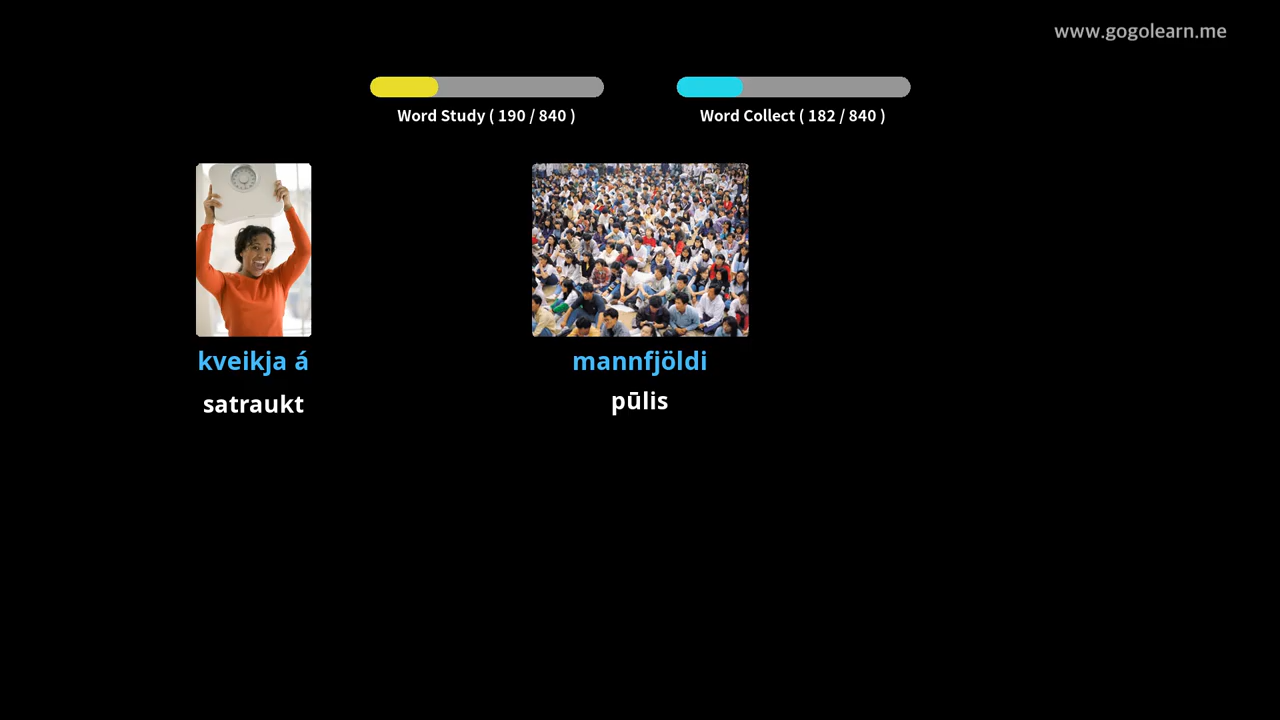 www.gogolearn.me
Word Study ( 190 / 840 )
Word Collect ( 182 / 840 )
kveikja á
satraukt
mannfjöldi
pūlis